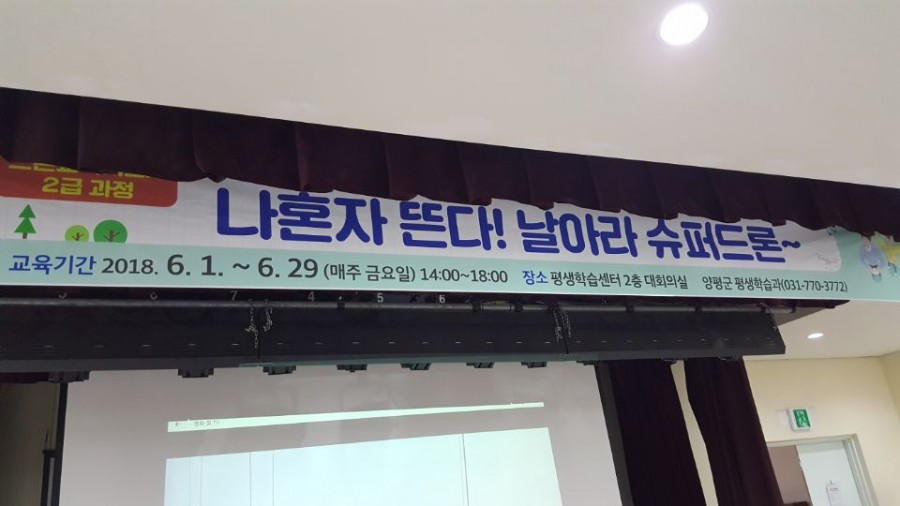 2급 과정
나혼자 뜬다! 날아라 슈퍼드론~
교육기간 2018. 6. 1. ~ 6. 29 (매주 금요일) 14:00~18:00 장소 평생학습센터 2층 대회의실 양평군 평생학습과(031-770-3772)
4 5 6